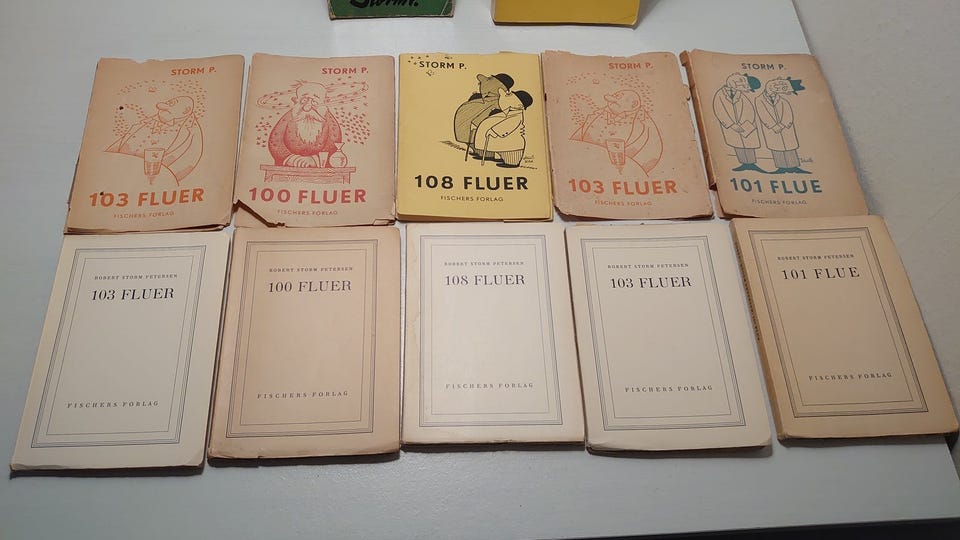 Storm P.
STORM P.
103 FLUER
FISCHERS FORLAG
STORM P.
100 FLUER
FISCHERS FORLAG
STORM P.
108 FLUER
FISCHERS FORLAG
STORM P.
103 FLUER
FISCHERS FORLAG
STORM P.
101 FLUE
FISCHERS FORLAG
ROBERT STORM PETERSEN
103 FLUER
FISCHERS FORLAG
ROBERT STORM PETERSEN
100 FLUER
FISCHERS FORLAG
ROBERT STORM PETERSEN
108 FLUER
FISCHERS FORLAG
ROBERT STORM PETERSEN
103 FLUER
FISCHERS FORLAG
ROBERT STORM PETERSEN
101 FLUE
FISCHERS FORLAG